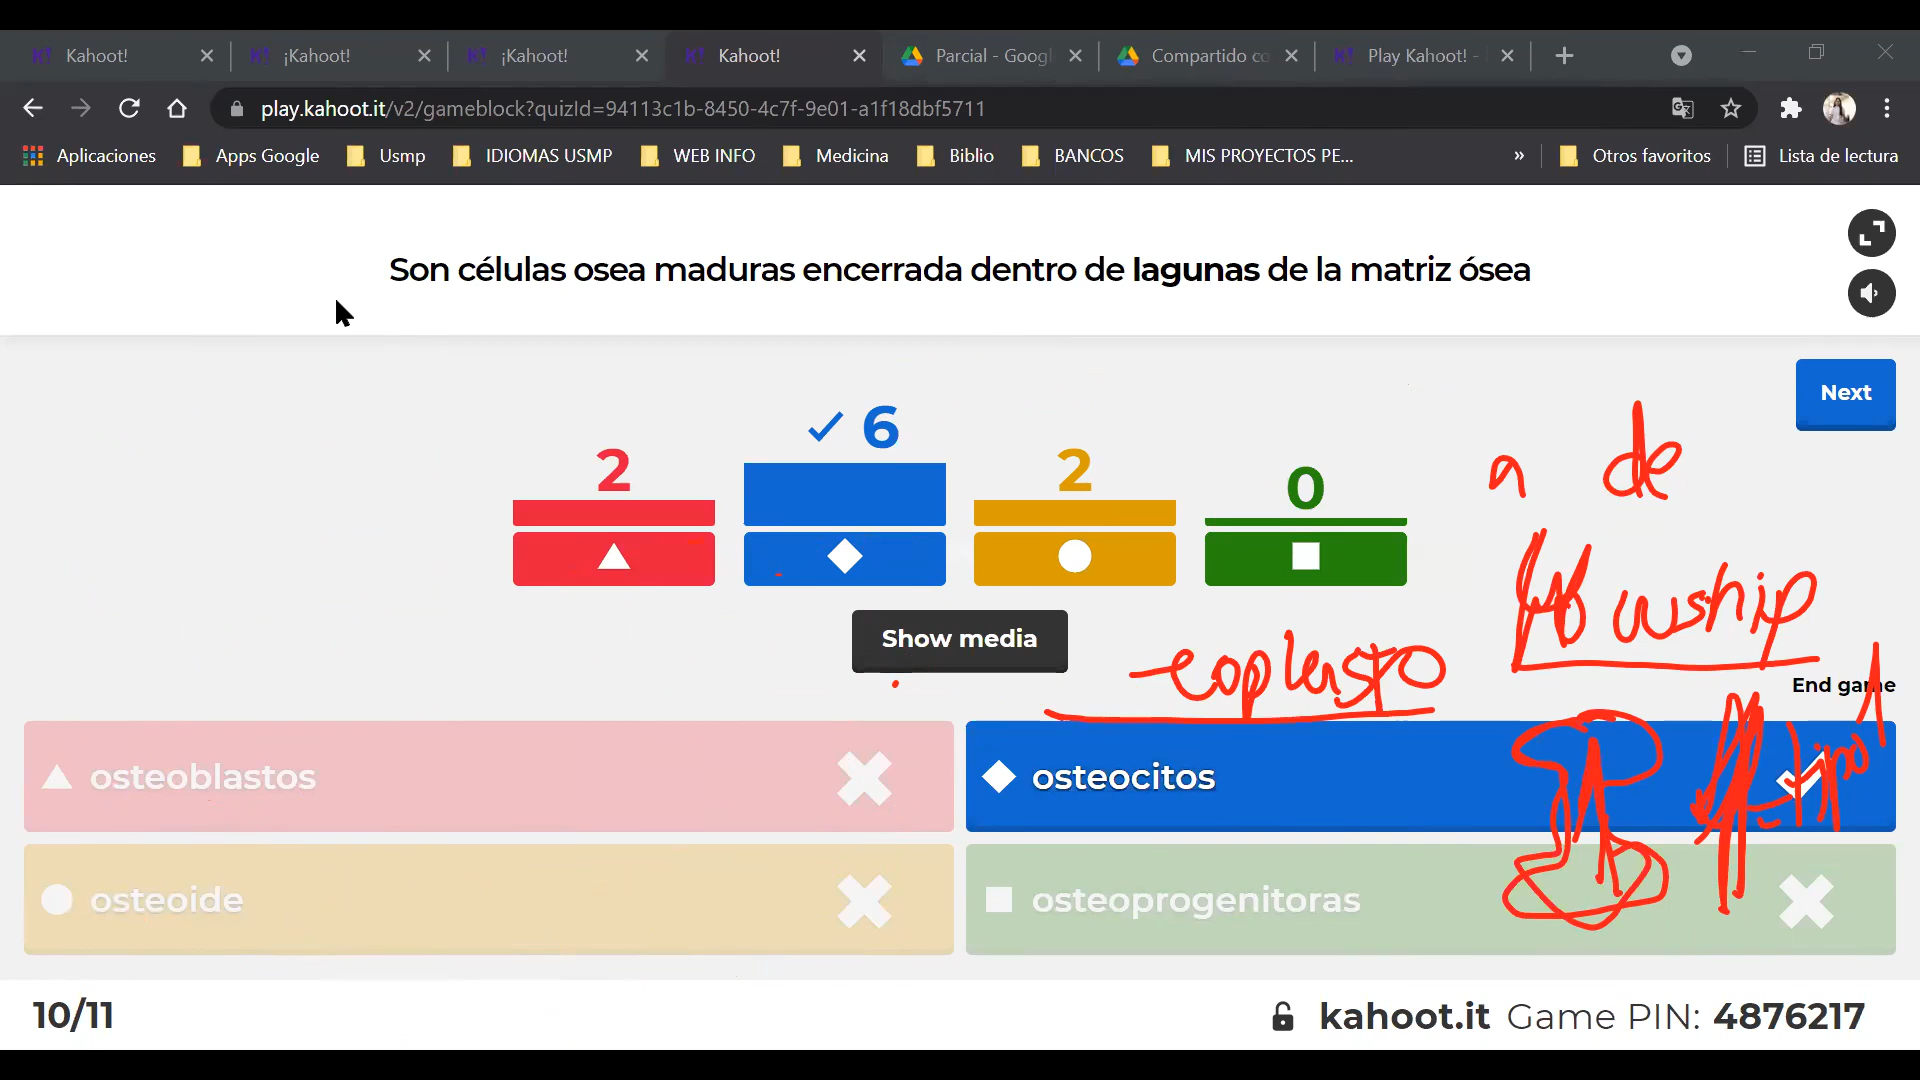 Kahoot!
¡Kahoot!
¡Kahoot!
Kahoot!
Parcial - Googl
Compartido co
Play Kahoot! -
play.kahoot.it/v2/gameblock?quizId=94113c1b-8450-4c7f-9e01-a1f18dbf5711
Aplicaciones
Apps Google
Usmp
IDIOMAS USMP
WEB INFO
Medicina
Biblio
BANCOS
MIS PROYECTOS PE...
»
Otros favoritos
Lista de lectura
Son células osea maduras encerrada dentro de lagunas de la matriz ósea
Next
2
6
2
0
de
Show media
End game
osteoblastos
osteocitos
osteoide
osteoprogenitoras
10/11
kahoot.it Game PIN: 4876217